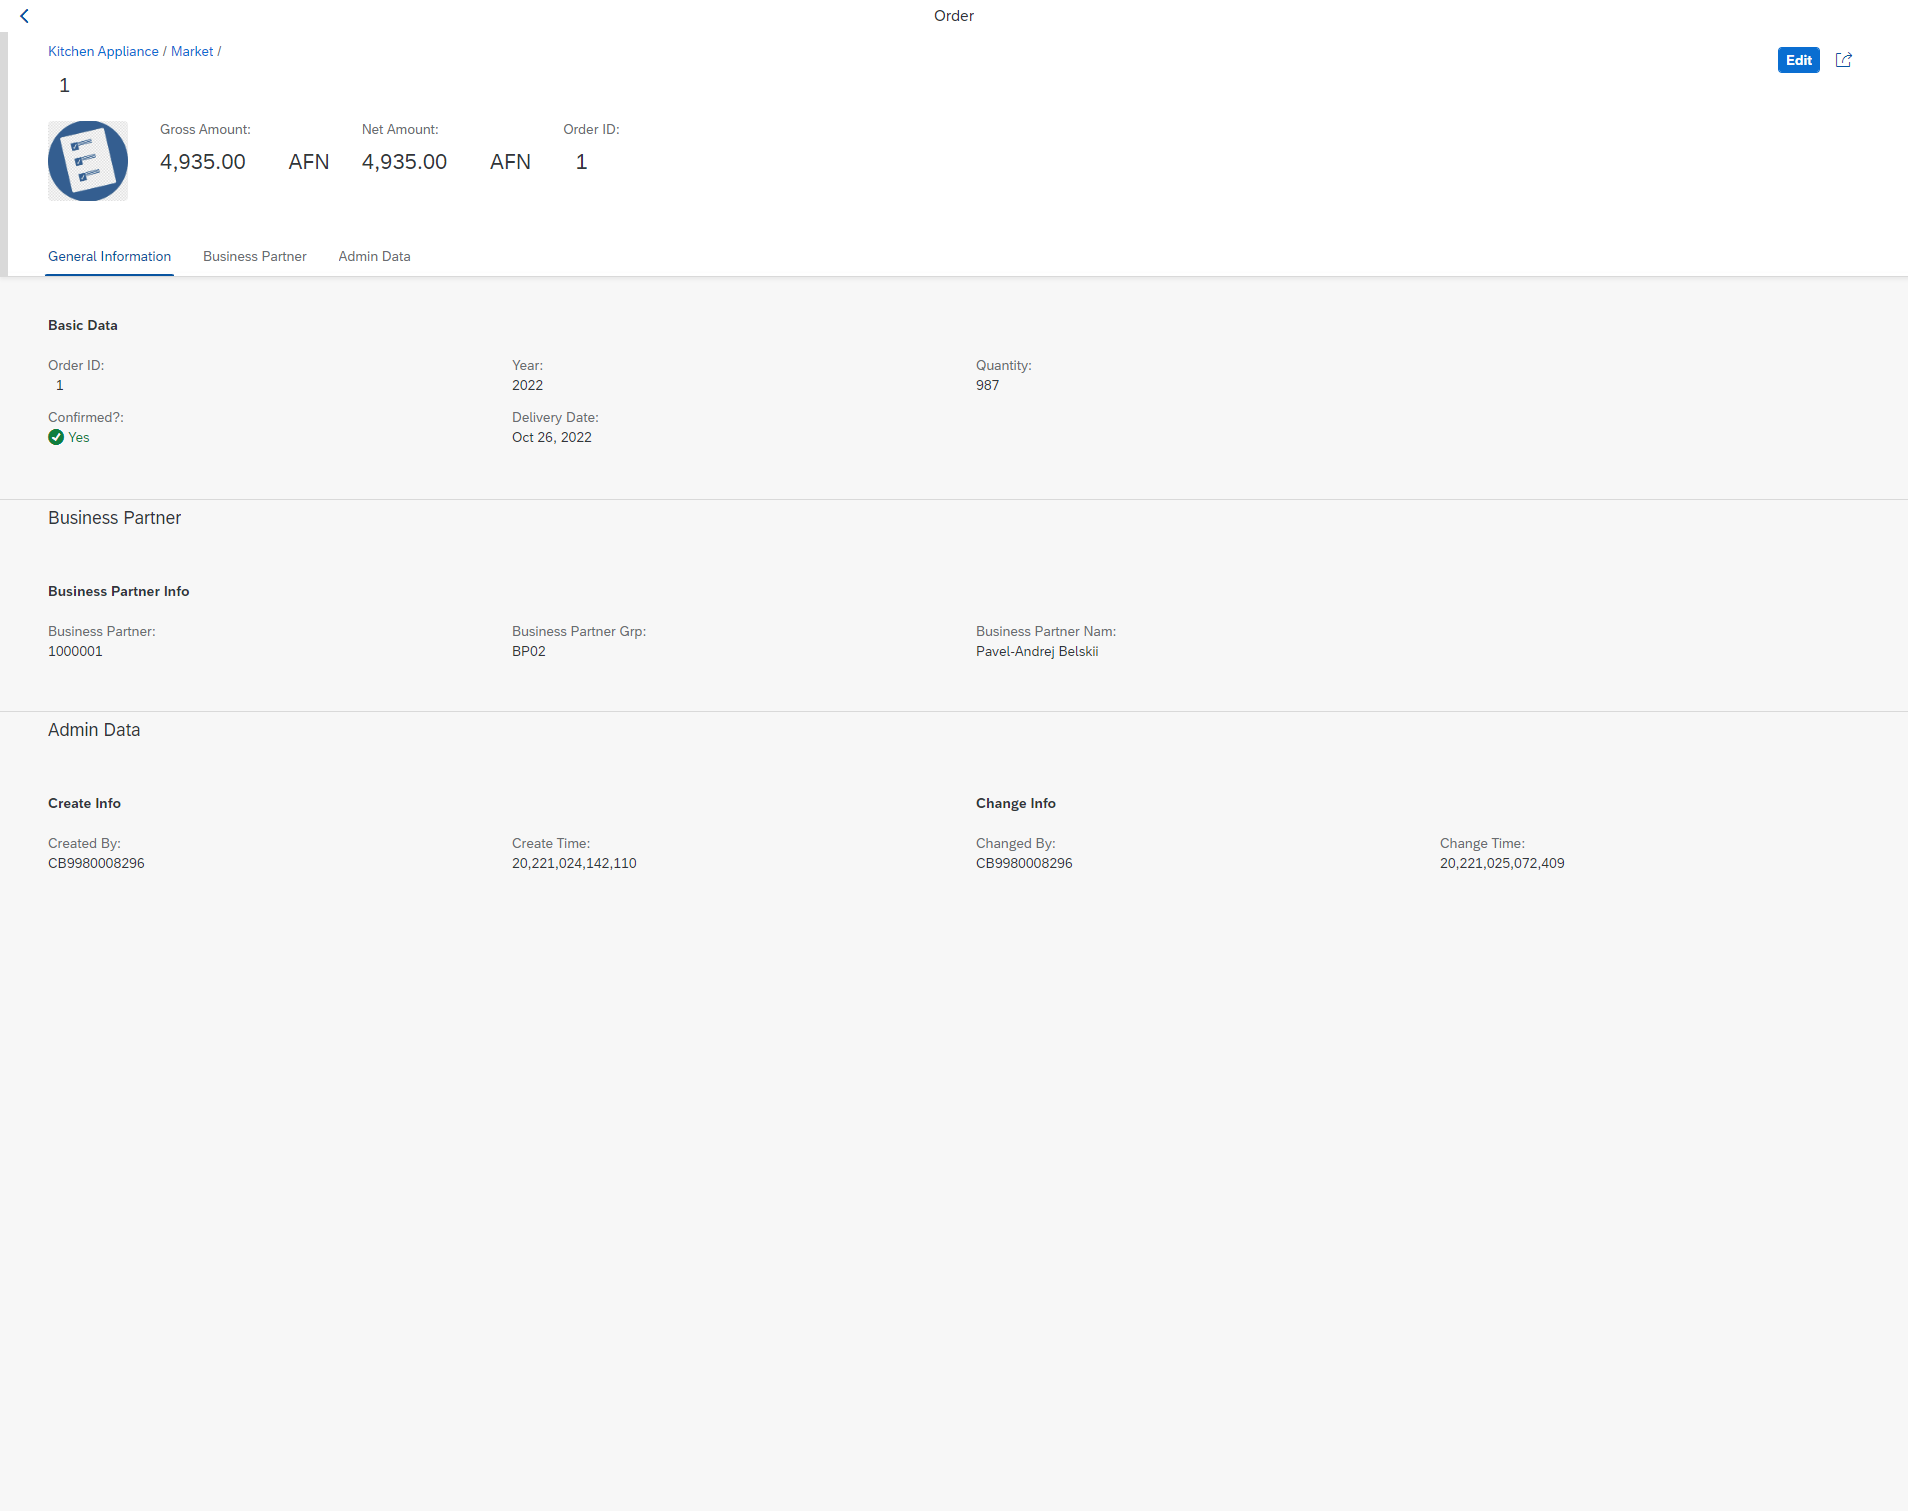 Order
Kitchen Appliance / Market /
Edit
1
Gross Amount: Net Amount: Order ID:
4,935.00 AFN 4,935.00 AFN 1
General Information Business Partner Admin Data
Basic Data
Order ID: Year: Quantity:
1 2022 987
Confirmed?: Delivery Date:
Yes Oct 26, 2022
Business Partner
Business Partner Info
Business Partner: Business Partner Grp: Business Partner Nam:
1000001 BP02 Pavel-Andrej Belskii
Admin Data
Create Info Change Info
Created By: Create Time: Changed By: Change Time:
CB9980008296 20,221,024,142,110 CB9980008296 20,221,025,072,409